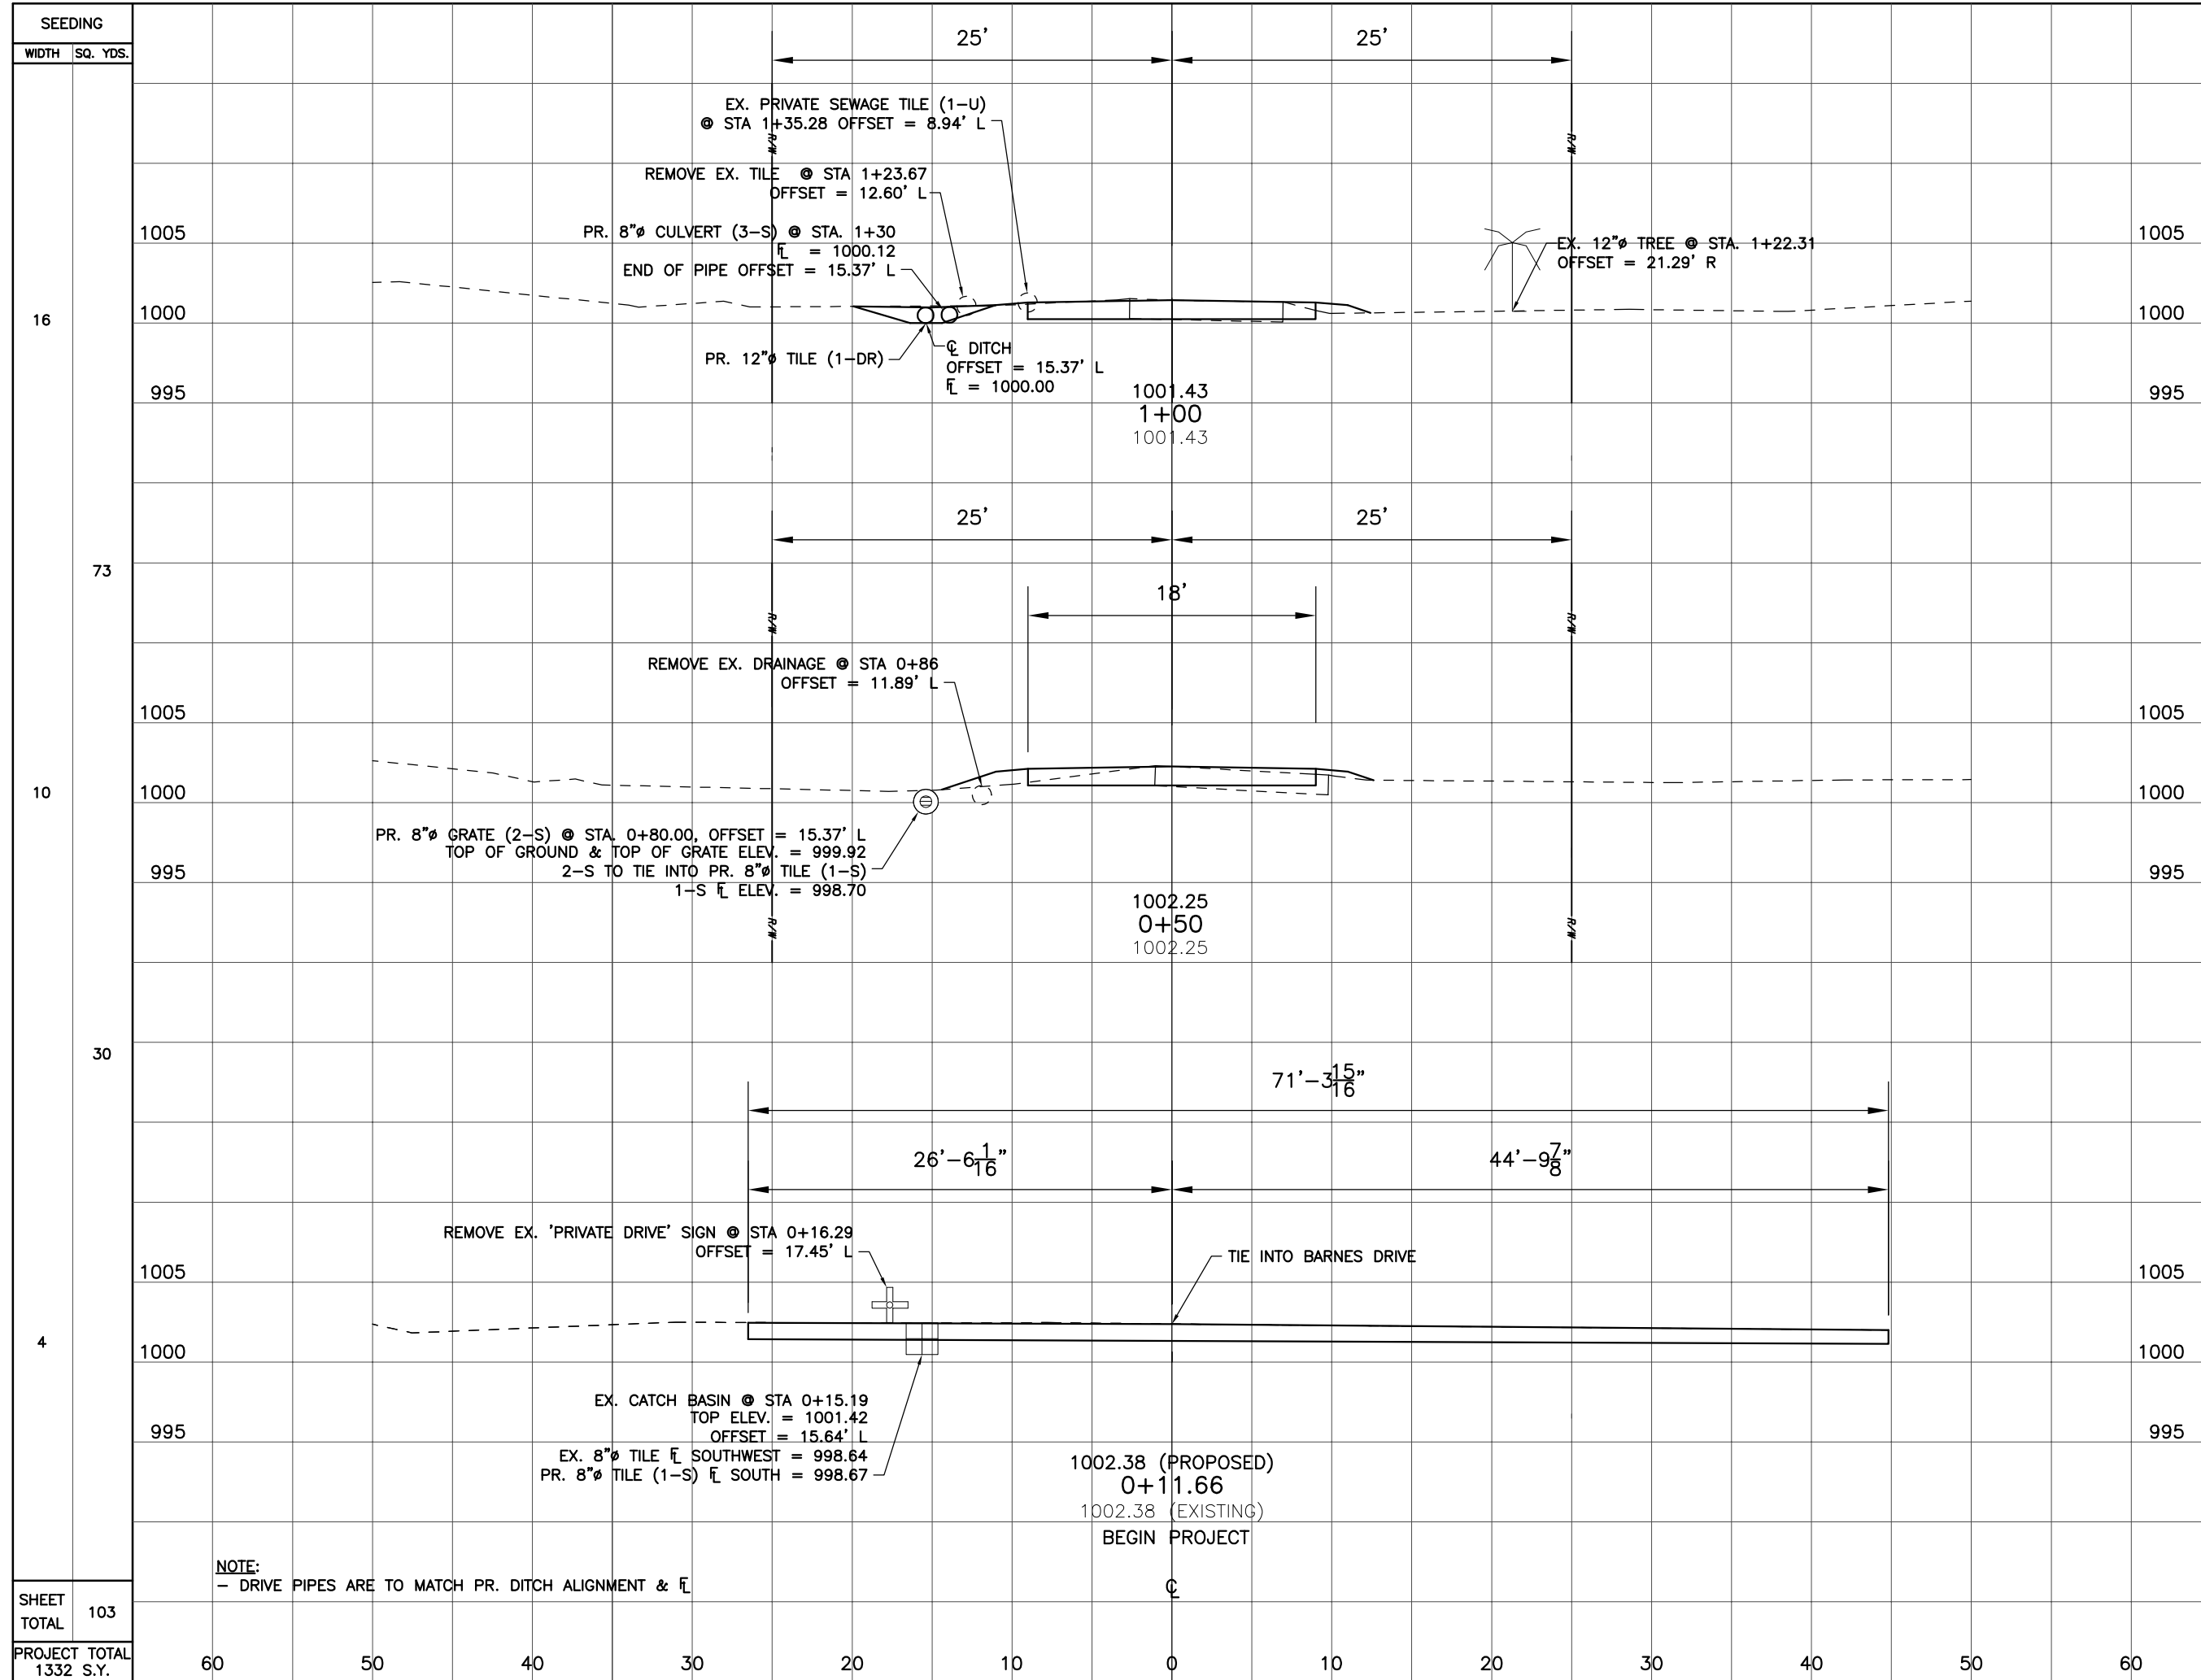 SEEDING
WIDTH SQ. YDS.
25' 25'
EX. PRIVATE SEWAGE TILE (1-U)
@ STA 1+35.28 OFFSET = 8.94' L
R/W R/W
REMOVE EX. TILE @ STA 1+23.67
OFFSET = 12.60' L
PR. 8"ø CULVERT (3-S) @ STA. 1+30
FL = 1000.12
END OF PIPE OFFSET = 15.37' L
EX. 12"ø TREE @ STA. 1+22.31
OFFSET = 21.29' R
1005 1005
16 1000 1000
PR. 12"ø TILE (1-DR)
℄ DITCH
OFFSET = 15.37' L
FL = 1000.00
995 995
1001.43
1+00
1001.43
25' 25'
73
18'
R/W R/W
REMOVE EX. DRAINAGE @ STA 0+86
OFFSET = 11.89' L
1005 1005
10 1000 1000
PR. 8"ø GRATE (2-S) @ STA. 0+80.00, OFFSET = 15.37' L
TOP OF GROUND & TOP OF GRATE ELEV. = 999.92
2-S TO TIE INTO PR. 8"ø TILE (1-S)
1-S FL ELEV. = 998.70
995 995
1002.25
0+50
1002.25
R/W R/W
30
71'-3 15/16"
26'-6 1/16" 44'-9 7/8"
REMOVE EX. 'PRIVATE DRIVE' SIGN @ STA 0+16.29
OFFSET = 17.45' L
TIE INTO BARNES DRIVE
1005 1005
4 1000 1000
EX. CATCH BASIN @ STA 0+15.19
TOP ELEV. = 1001.42
OFFSET = 15.64' L
EX. 8"ø TILE FL SOUTHWEST = 998.64
PR. 8"ø TILE (1-S) FL SOUTH = 998.67
995 995
1002.38 (PROPOSED)
0+11.66
1002.38 (EXISTING)
BEGIN PROJECT
NOTE:
- DRIVE PIPES ARE TO MATCH PR. DITCH ALIGNMENT & FL
℄
SHEET
TOTAL 103
PROJECT TOTAL
1332 S.Y.
60 50 40 30 20 10 0 10 20 30 40 50 60